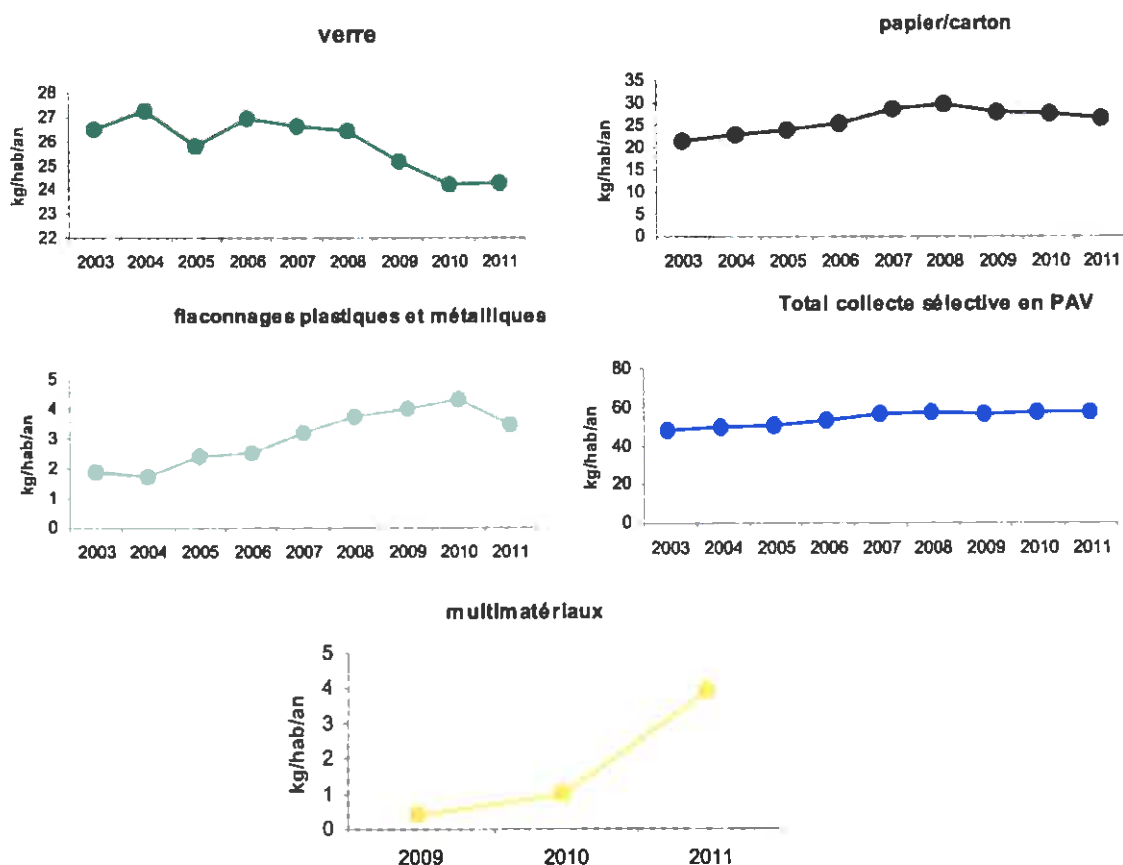 verre
kg/hab/an
28
27
26
25
24
23
22
2003 2004 2005 2006 2007 2008 2009 2010 2011
papier/carton
kg/hab/an
35
30
25
20
15
10
5
0
2003 2004 2005 2006 2007 2008 2009 2010 2011
flaconnages plastiques et métalliques
kg/hab/an
5
4
3
2
1
0
2003 2004 2005 2006 2007 2008 2009 2010 2011
Total collecte sélective en PAV
kg/hab/an
80
60
40
20
0
2003 2004 2005 2006 2007 2008 2009 2010 2011
multimatériaux
kg/hab/an
5
4
3
2
1
0
2009 2010 2011